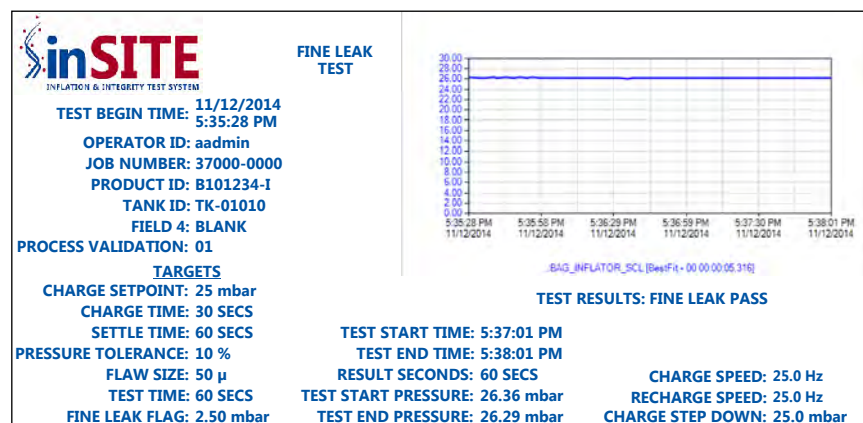 inSITE
INFLATION & INTEGRITY TEST SYSTEM
FINE LEAK
TEST
TEST BEGIN TIME: 11/12/2014
5:35:28 PM
OPERATOR ID: aadmin
JOB NUMBER: 37000-0000
PRODUCT ID: B101234-I
TANK ID: TK-01010
FIELD 4: BLANK
PROCESS VALIDATION: 01
TARGETS
CHARGE SETPOINT: 25 mbar
CHARGE TIME: 30 SECS
SETTLE TIME: 60 SECS
PRESSURE TOLERANCE: 10 %
FLAW SIZE: 50 µ
TEST TIME: 60 SECS
FINE LEAK FLAG: 2.50 mbar
30.00
28.00
26.00
24.00
22.00
20.00
18.00
16.00
14.00
12.00
10.00
8.00
6.00
4.00
2.00
0.00
5:35:28 PM 5:35:58 PM 5:36:29 PM 5:36:59 PM 5:37:30 PM 5:38:01 PM
11/12/2014 11/12/2014 11/12/2014 11/12/2014 11/12/2014 11/12/2014
..BAG_INFLATOR_SCL [BestFit - 00 00:00:05.316]
TEST RESULTS: FINE LEAK PASS
TEST START TIME: 5:37:01 PM
TEST END TIME: 5:38:01 PM
RESULT SECONDS: 60 SECS
TEST START PRESSURE: 26.36 mbar
TEST END PRESSURE: 26.29 mbar
CHARGE SPEED: 25.0 Hz
RECHARGE SPEED: 25.0 Hz
CHARGE STEP DOWN: 25.0 mbar